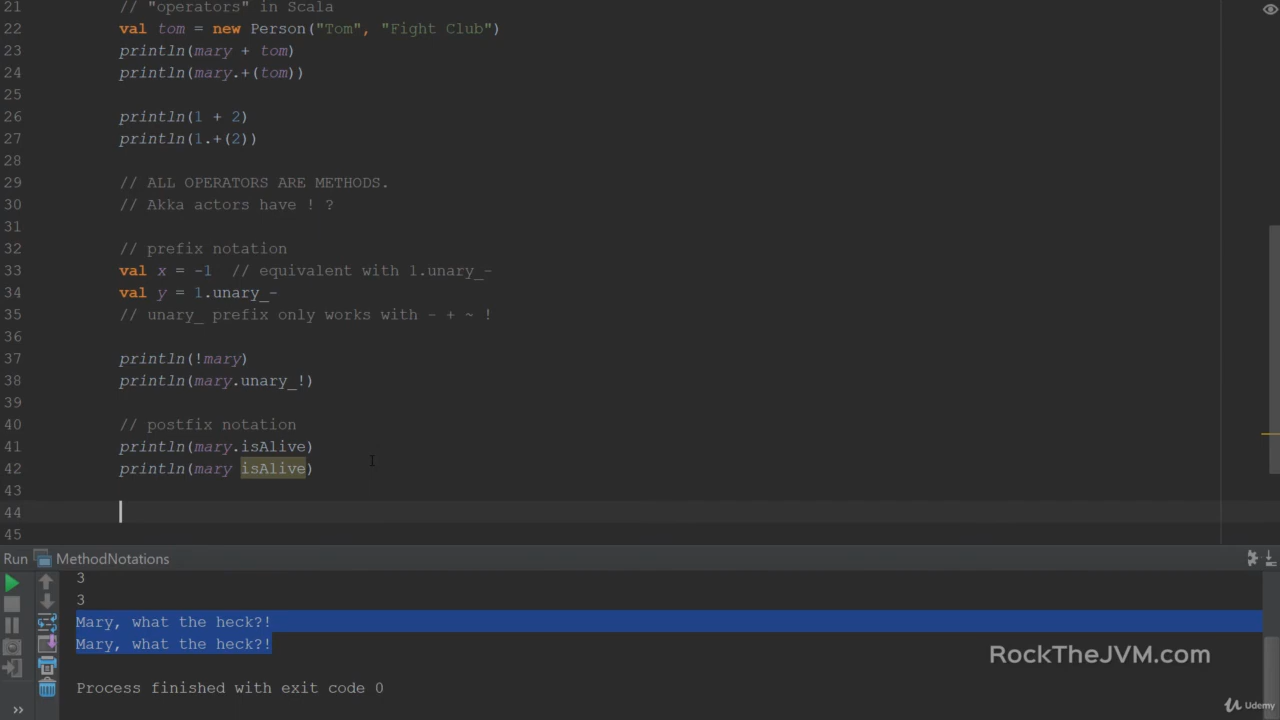 21 // "operators" in Scala
22 val tom = new Person("Tom", "Fight Club")
23 println(mary + tom)
24 println(mary.+(tom))
25
26 println(1 + 2)
27 println(1.+(2))
28
29 // ALL OPERATORS ARE METHODS.
30 // Akka actors have ! ?
31
32 // prefix notation
33 val x = -1  // equivalent with 1.unary_-
34 val y = 1.unary_-
35 // unary_ prefix only works with - + ~ !
36
37 println(!mary)
38 println(mary.unary_!)
39
40 // postfix notation
41 println(mary.isAlive)
42 println(mary isAlive)
43
44
45
Run MethodNotations
3
3
Mary, what the heck?!
Mary, what the heck?!
RockTheJVM.com
Process finished with exit code 0
Udemy